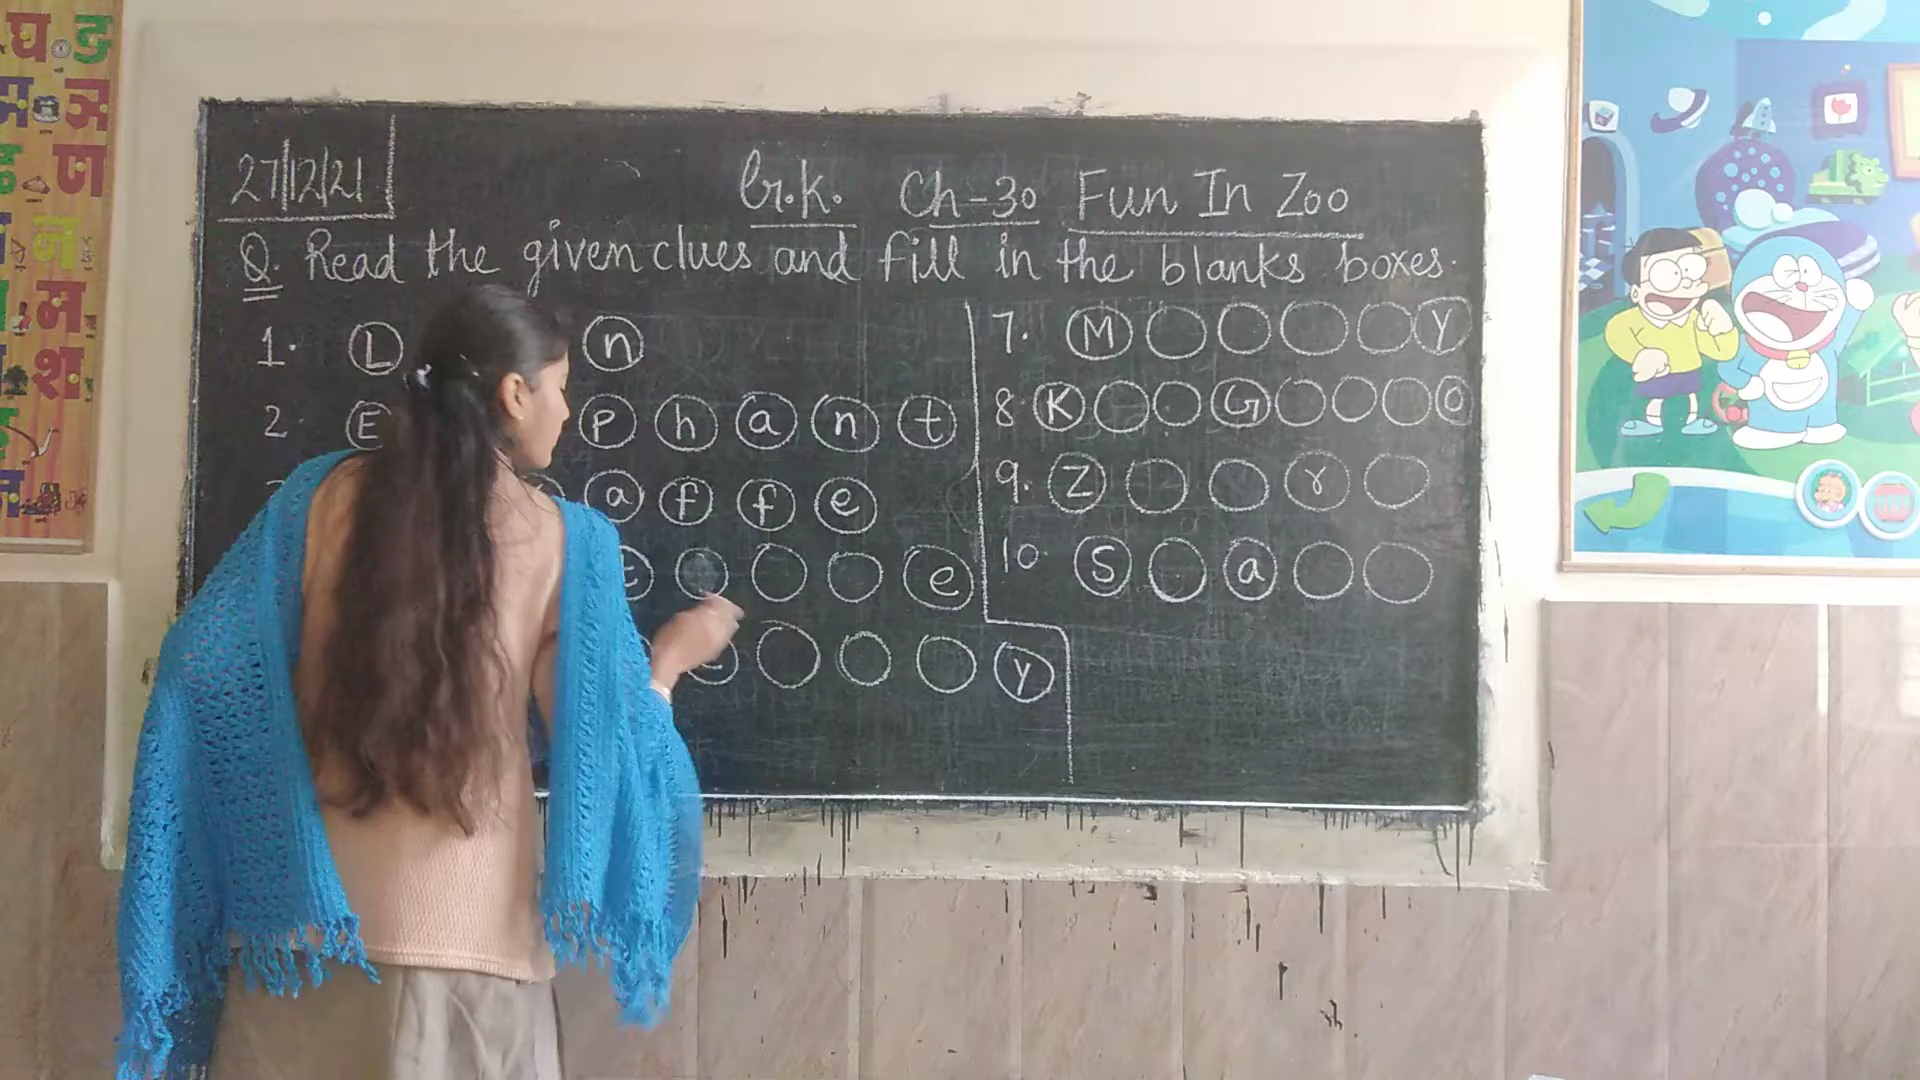 घ ङ
ञ
ण
न
म
श
27/12/21
G.K. Ch-30 Fun In Zoo
Q. Read the given clues and fill in the blanks boxes.
1. L n
2. E p h a n t
a f f e
t e
y
7. M y
8 K G O
9. Z r
10 S a